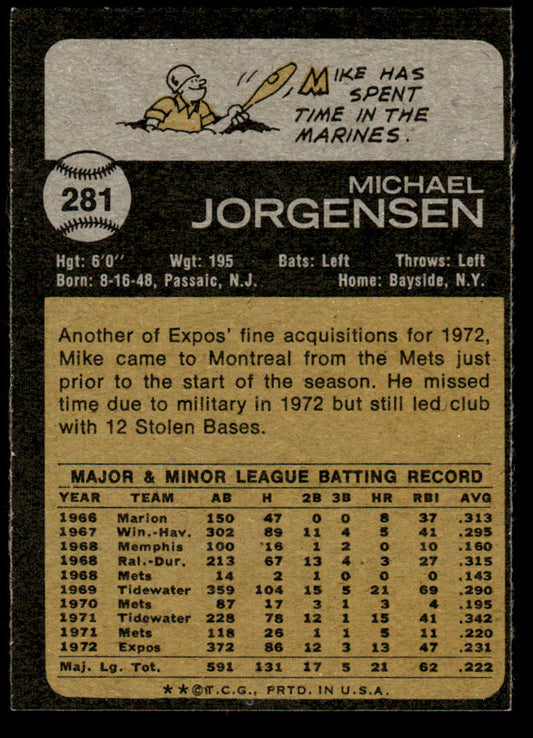 MIKE HAS
SPENT
TIME IN THE
MARINES.
281
MICHAEL
JORGENSEN
Hgt: 6'0" Wgt: 195 Bats: Left Throws: Left
Born: 8-16-48, Passaic, N.J. Home: Bayside, N.Y.
Another of Expos' fine acquisitions for 1972,
Mike came to Montreal from the Mets just
prior to the start of the season. He missed
time due to military in 1972 but still led club
with 12 Stolen Bases.
MAJOR & MINOR LEAGUE BATTING RECORD
YEAR TEAM AB H 2B 3B HR RBI AVG
1966 Marion 150 47 0 0 8 37 .313
1967 Win.-Hav. 302 89 11 4 5 41 .295
1968 Memphis 100 16 1 2 0 10 .160
1968 Ral.-Dur. 213 67 13 4 3 27 .315
1968 Mets 14 2 1 0 0 0 .143
1969 Tidewater 359 104 15 5 21 69 .290
1970 Mets 87 17 3 1 3 4 .195
1971 Tidewater 228 78 12 1 15 41 .342
1971 Mets 118 26 1 1 5 11 .220
1972 Expos 372 86 12 3 13 47 .231
Maj. Lg. Tot. 591 131 17 5 21 62 .222
**©T.C.G., PRTD. IN U.S.A.